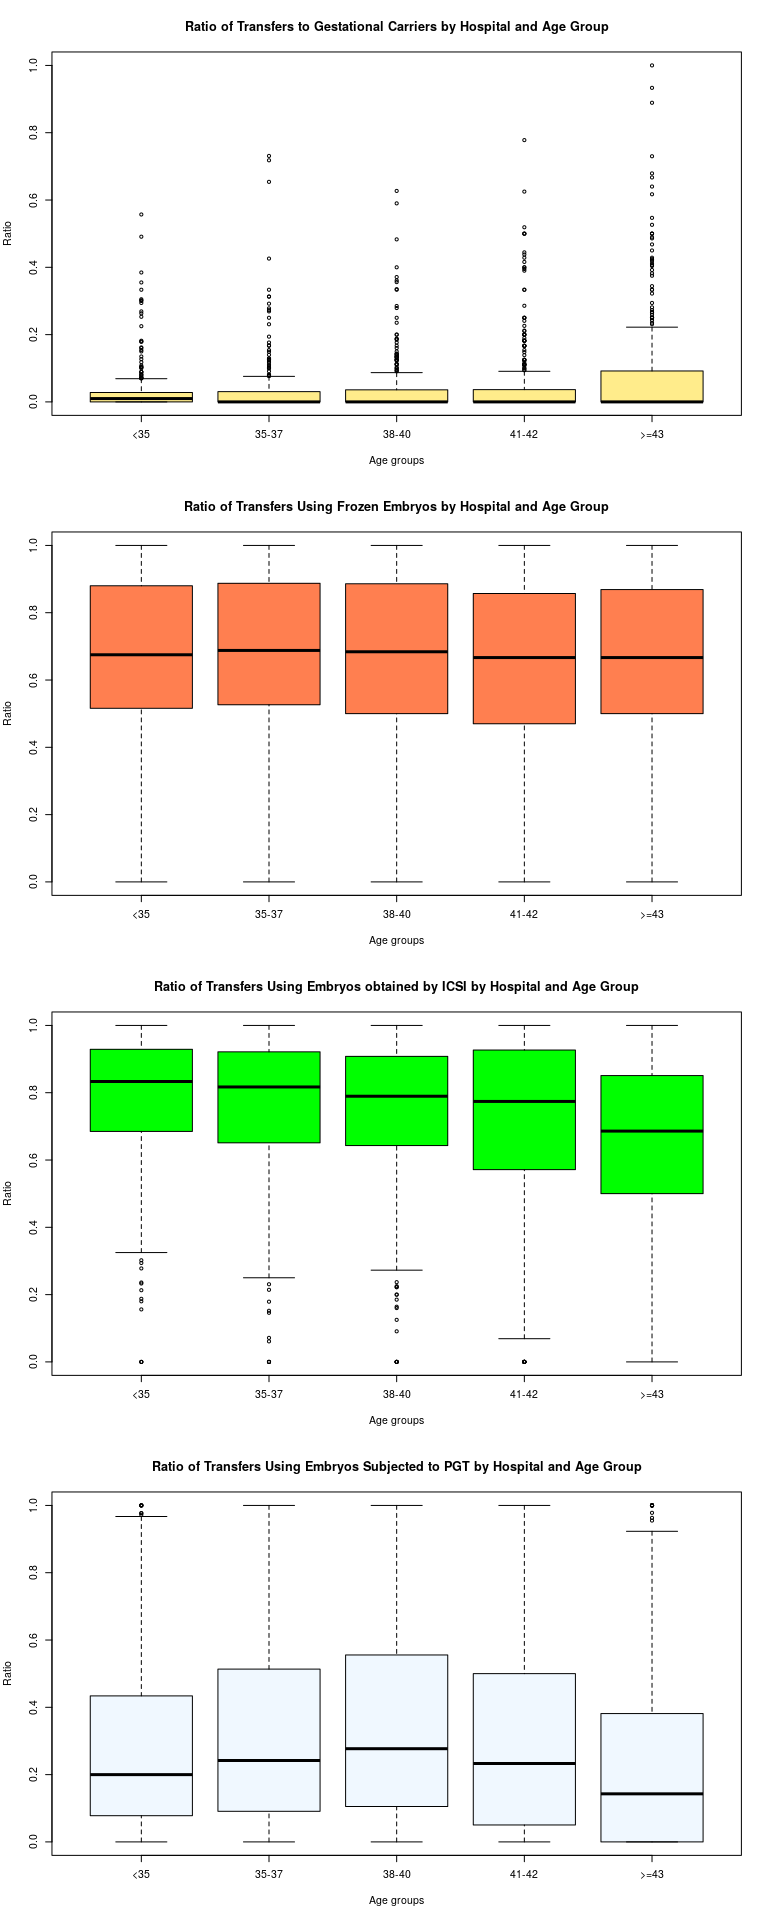 Ratio of Transfers to Gestational Carriers by Hospital and Age Group
1.0
0.8
0.6
0.4
0.2
0.0
Ratio
<35 35-37 38-40 41-42 >=43
Age groups
Ratio of Transfers Using Frozen Embryos by Hospital and Age Group
1.0
0.8
0.6
0.4
0.2
0.0
Ratio
<35 35-37 38-40 41-42 >=43
Age groups
Ratio of Transfers Using Embryos obtained by ICSI by Hospital and Age Group
1.0
0.8
0.6
0.4
0.2
0.0
Ratio
<35 35-37 38-40 41-42 >=43
Age groups
Ratio of Transfers Using Embryos Subjected to PGT by Hospital and Age Group
1.0
0.8
0.6
0.4
0.2
0.0
Ratio
<35 35-37 38-40 41-42 >=43
Age groups